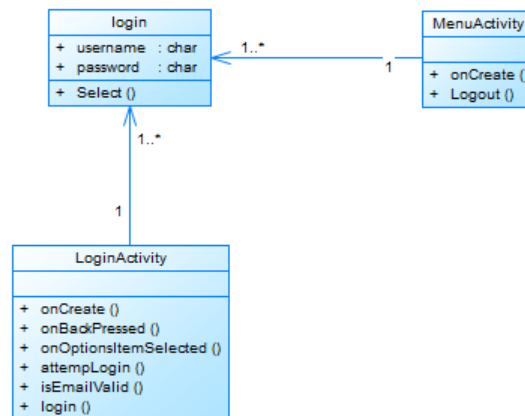 login
+ username : char
+ password : char
+ Select ()
1..*
1
MenuActivity
+ onCreate (
+ Logout ()
1..*
1
LoginActivity
+ onCreate ()
+ onBackPressed ()
+ onOptionsItemSelected ()
+ attempLogin ()
+ isEmailValid ()
+ login ()